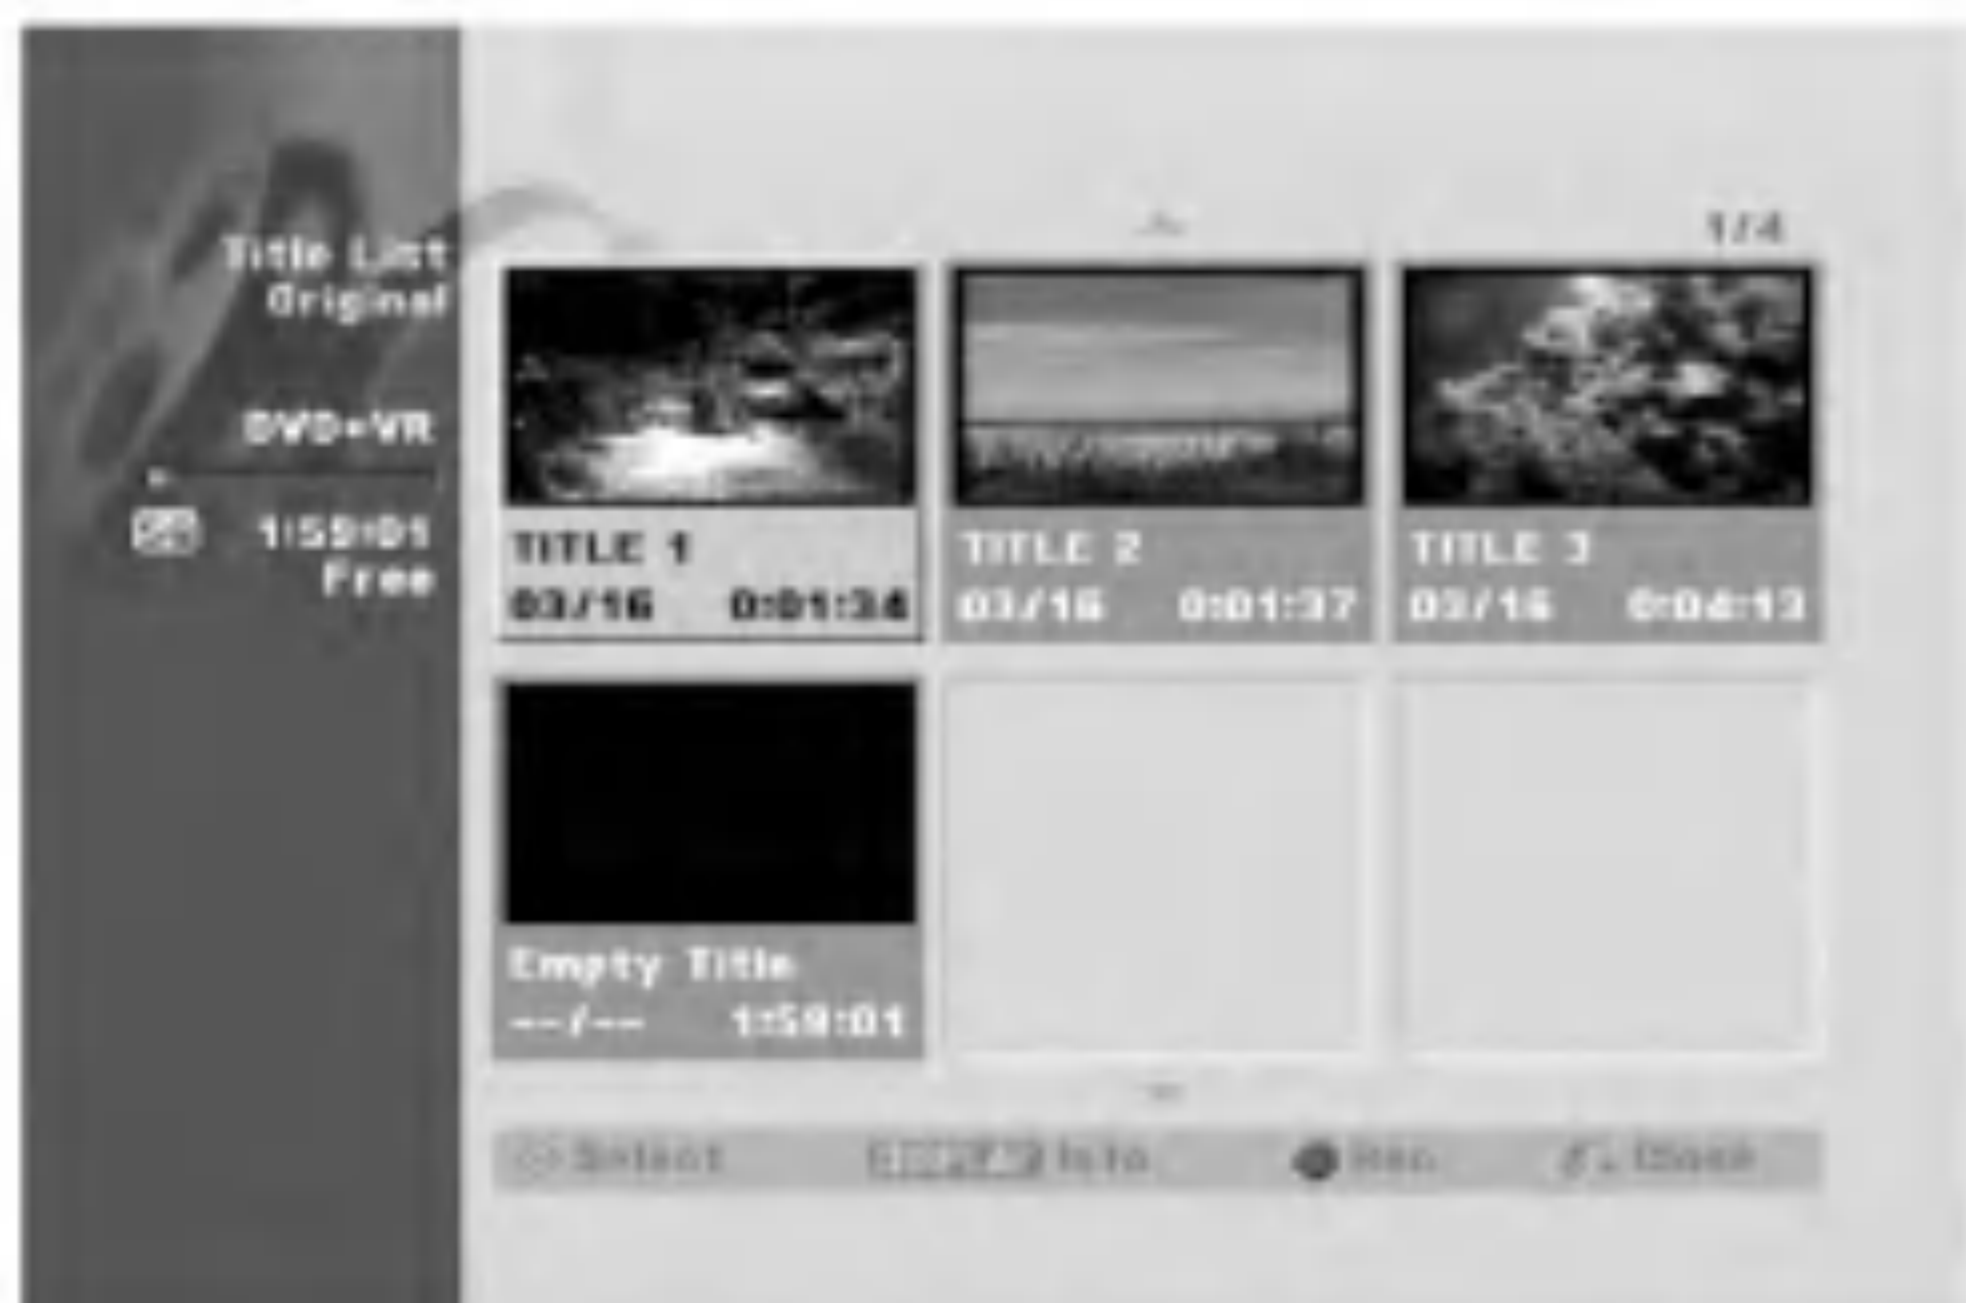 Title List
Original
DVD+VR
1:59:01
Free
1/4
TITLE 1
03/16 0:01:34
TITLE 2
03/16 0:01:37
TITLE 3
03/16 0:04:13
Empty Title
--/-- 1:59:01
Select Info Rec. Close